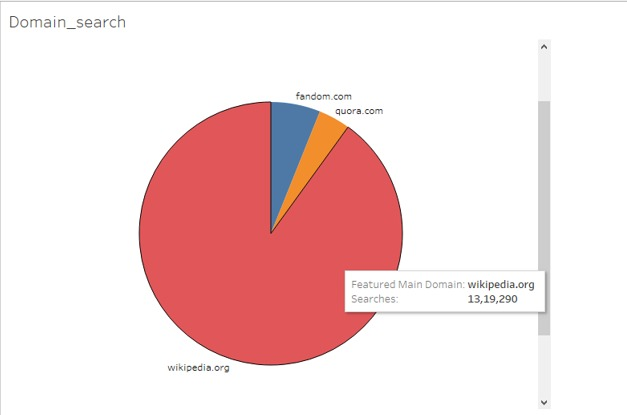 Domain_search
fandom.com
quora.com
Featured Main Domain: wikipedia.org
Searches: 13,19,290
wikipedia.org